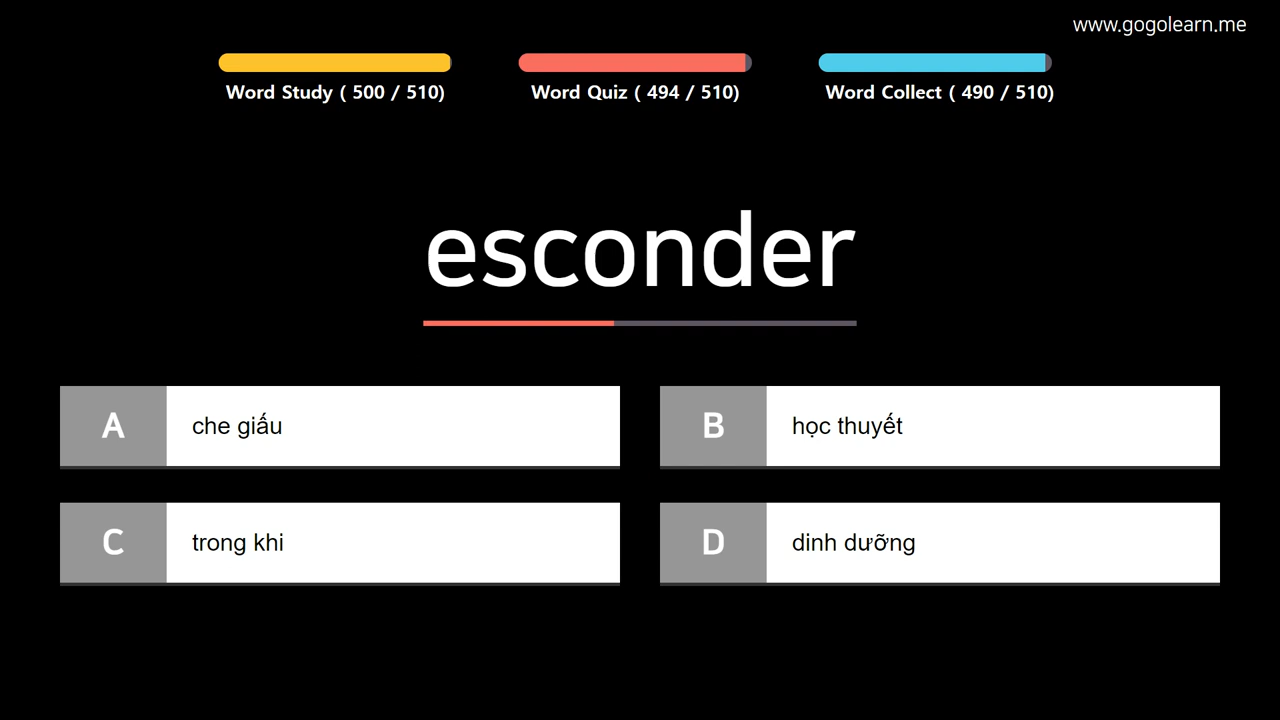 www.gogolearn.me
Word Study ( 500 / 510)
Word Quiz ( 494 / 510)
Word Collect ( 490 / 510)
esconder
A che giấu
B học thuyết
C trong khi
D dinh dưỡng